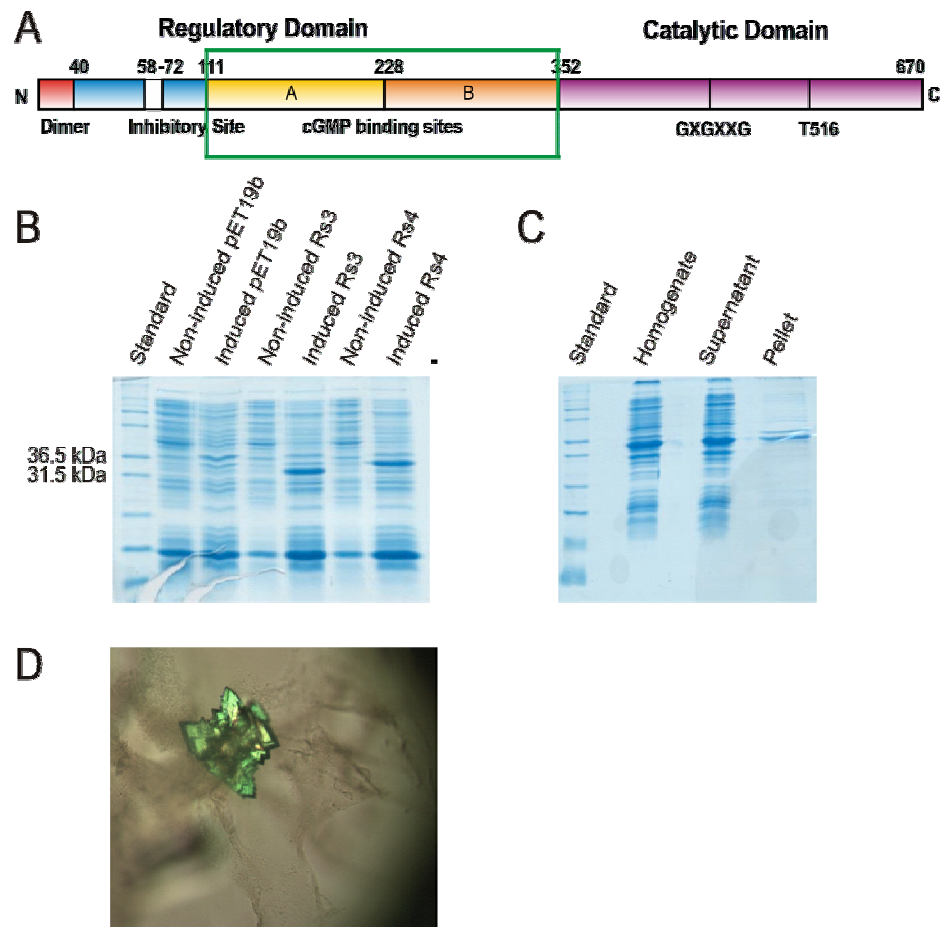 A
Regulatory Domain
Catalytic Domain
40 58-72 111 228 352 670
N A B C
Dimer Inhibitory Site cGMP binding sites GXGXXG T516
B
Standard
Non-induced pET19b
Induced pET19b
Non-induced Rs3
Induced Rs3
Non-induced Rs4
Induced Rs4
-
36.5 kDa
31.5 kDa
C
Standard
Homogenate
Supernatant
Pellet
D